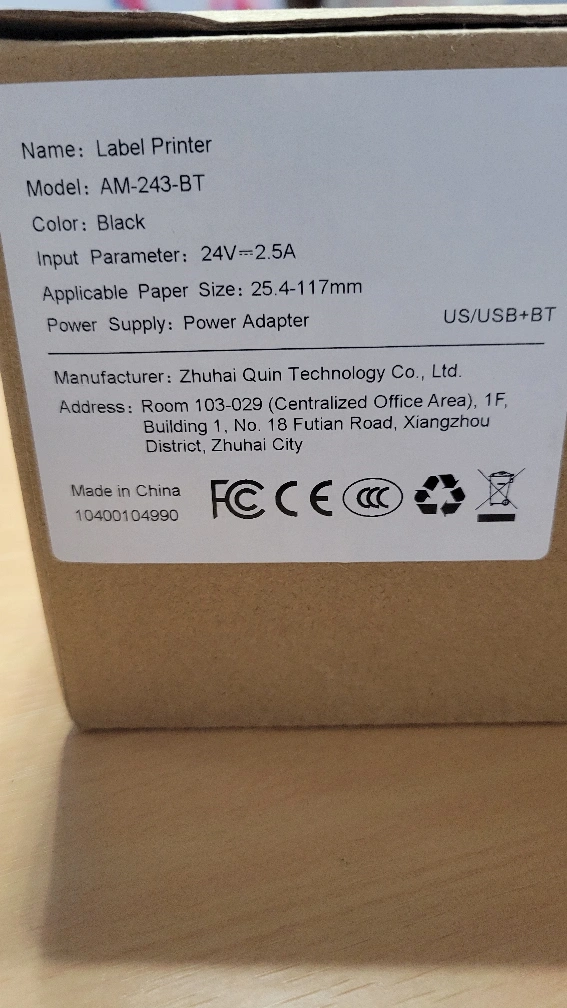 Name: Label Printer
Model: AM-243-BT
Color: Black
Input Parameter: 24V⎓2.5A
Applicable Paper Size: 25.4-117mm
Power Supply: Power Adapter
US/USB+BT
Manufacturer: Zhuhai Quin Technology Co., Ltd.
Address: Room 103-029 (Centralized Office Area), 1F,
Building 1, No. 18 Futian Road, Xiangzhou
District, Zhuhai City
Made in China
10400104990
FC CE CCC